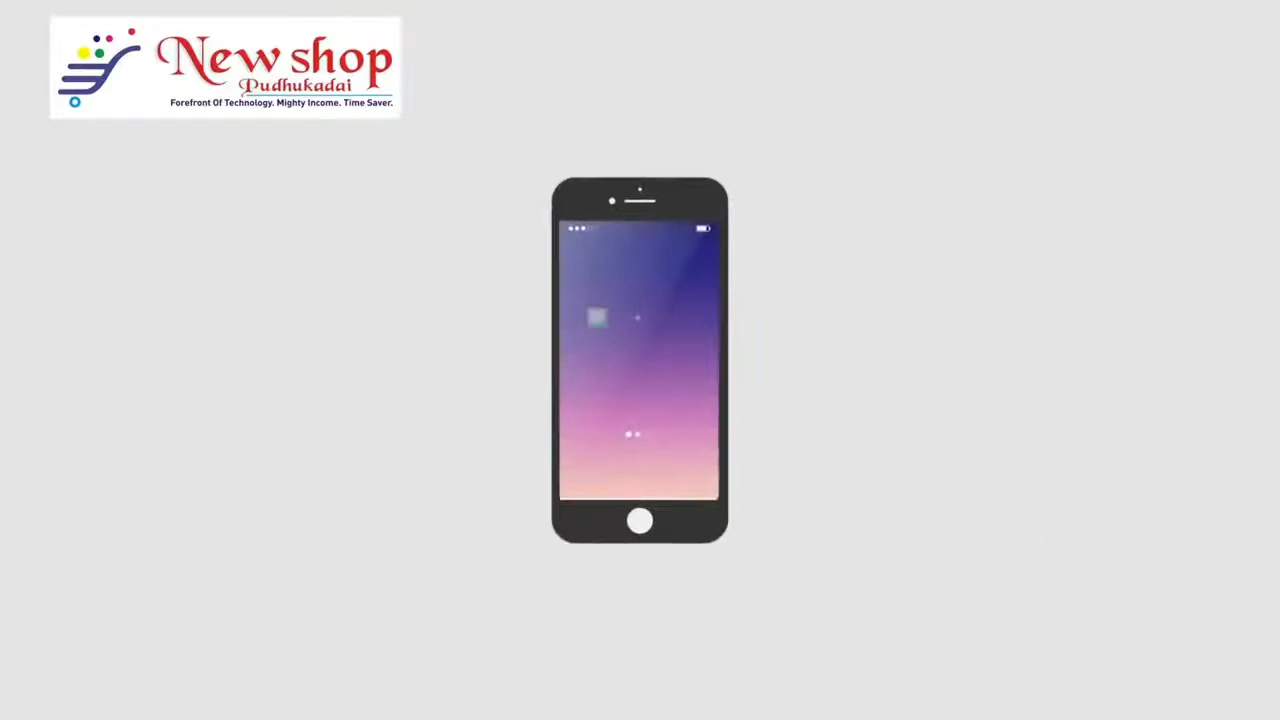 New shop
Pudhukadai
Forefront Of Technology. Mighty Income. Time Saver.